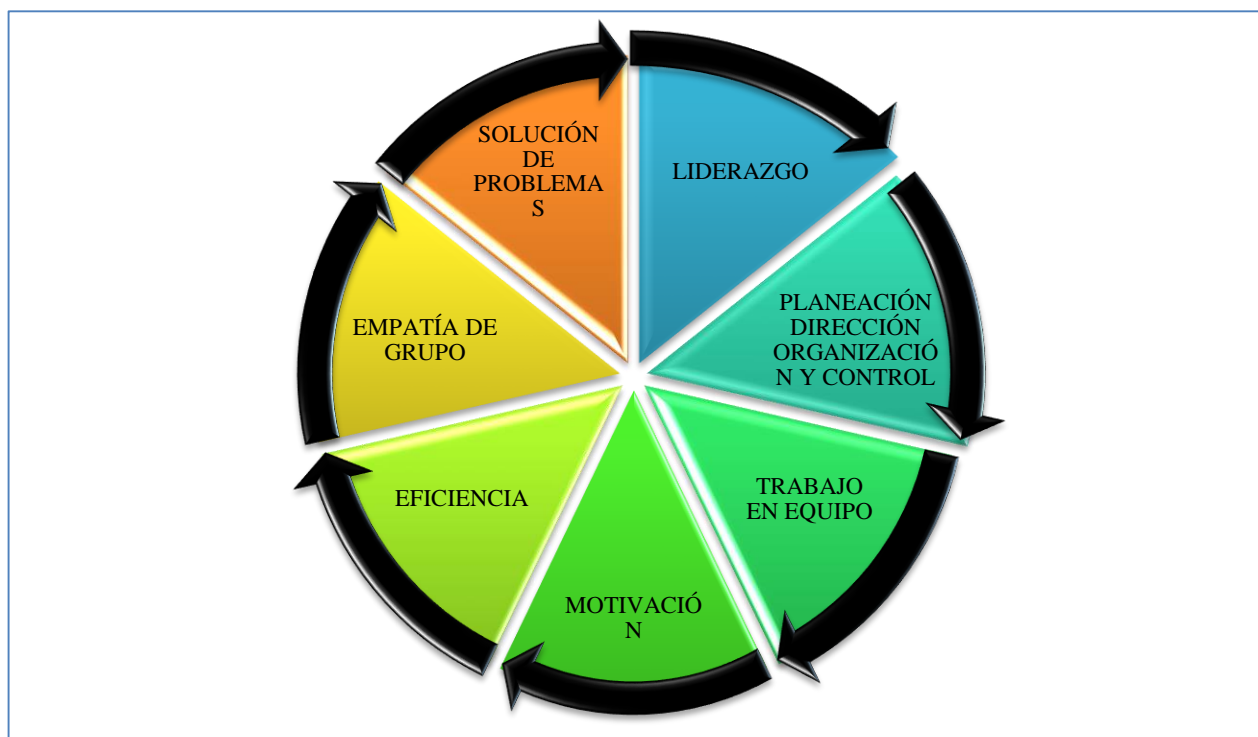 LIDERAZGO
PLANEACIÓN
DIRECCIÓN
ORGANIZACIÓ
N Y CONTROL
TRABAJO
EN EQUIPO
MOTIVACIÓ
N
EFICIENCIA
EMPATÍA DE
GRUPO
SOLUCIÓN
DE
PROBLEMA
S